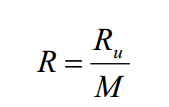 R = R_u / M